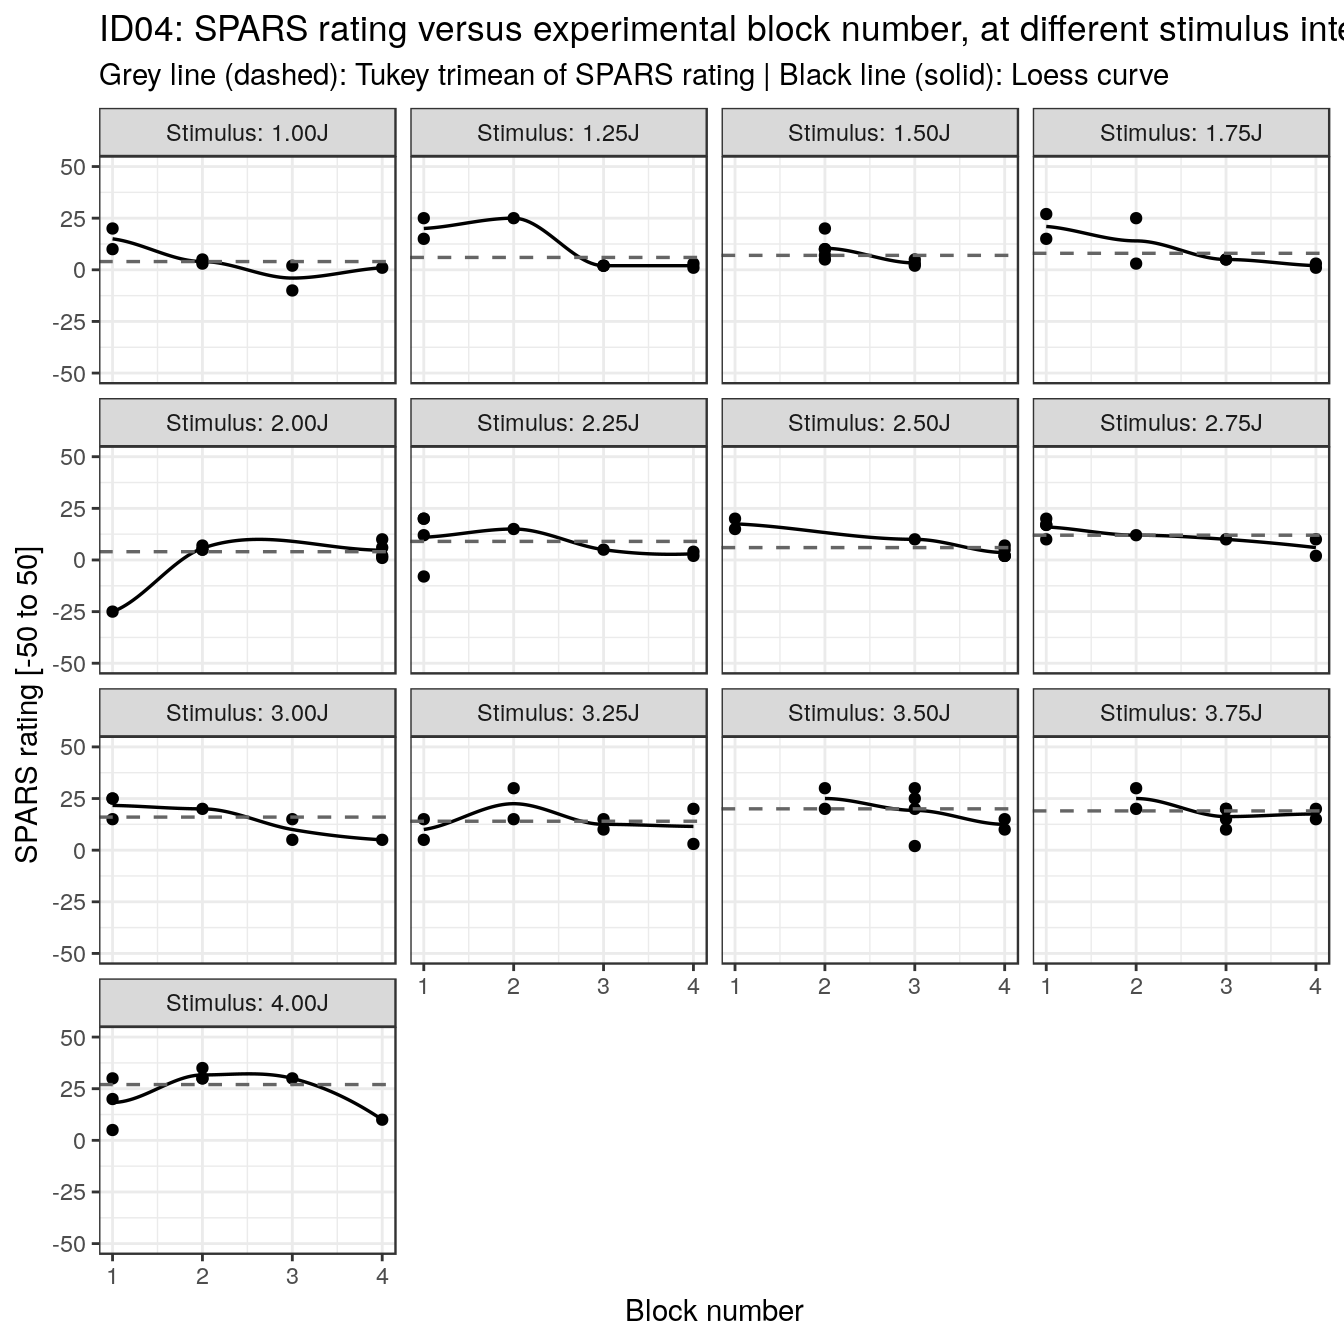 ID04: SPARS rating versus experimental block number, at different stimulus inte
Grey line (dashed): Tukey trimean of SPARS rating | Black line (solid): Loess curve
Stimulus: 1.00J Stimulus: 1.25J Stimulus: 1.50J Stimulus: 1.75J
50
25
0
-25
-50
Stimulus: 2.00J Stimulus: 2.25J Stimulus: 2.50J Stimulus: 2.75J
50
25
0
-25
-50
SPARS rating [-50 to 50]
Stimulus: 3.00J Stimulus: 3.25J Stimulus: 3.50J Stimulus: 3.75J
50
25
0
-25
-50
1 2 3 4 1 2 3 4 1 2 3 4
Stimulus: 4.00J
50
25
0
-25
-50
1 2 3 4
Block number